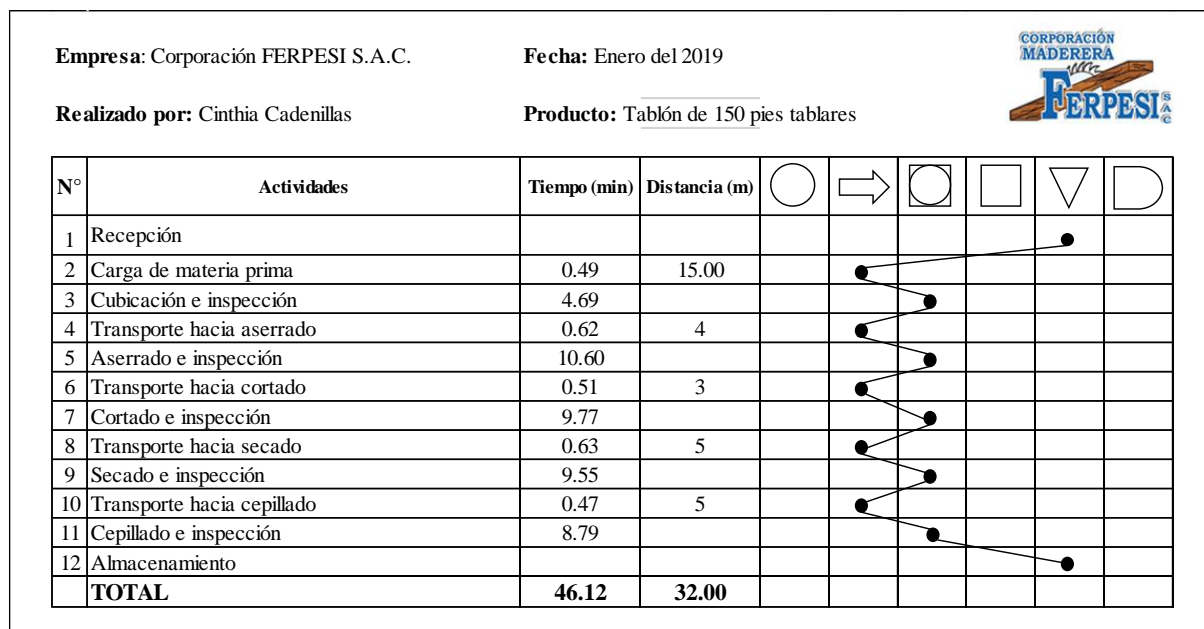 Empresa: Corporación FERPESI S.A.C. Fecha: Enero del 2019
CORPORACIÓN
MADERERA
FERPESI SAC
Realizado por: Cinthia Cadenillas Producto: Tablón de 150 pies tablares
N° Actividades Tiempo (min) Distancia (m)
1 Recepción
2 Carga de materia prima 0.49 15.00
3 Cubicación e inspección 4.69
4 Transporte hacia aserrado 0.62 4
5 Aserrado e inspección 10.60
6 Transporte hacia cortado 0.51 3
7 Cortado e inspección 9.77
8 Transporte hacia secado 0.63 5
9 Secado e inspección 9.55
10 Transporte hacia cepillado 0.47 5
11 Cepillado e inspección 8.79
12 Almacenamiento
TOTAL 46.12 32.00